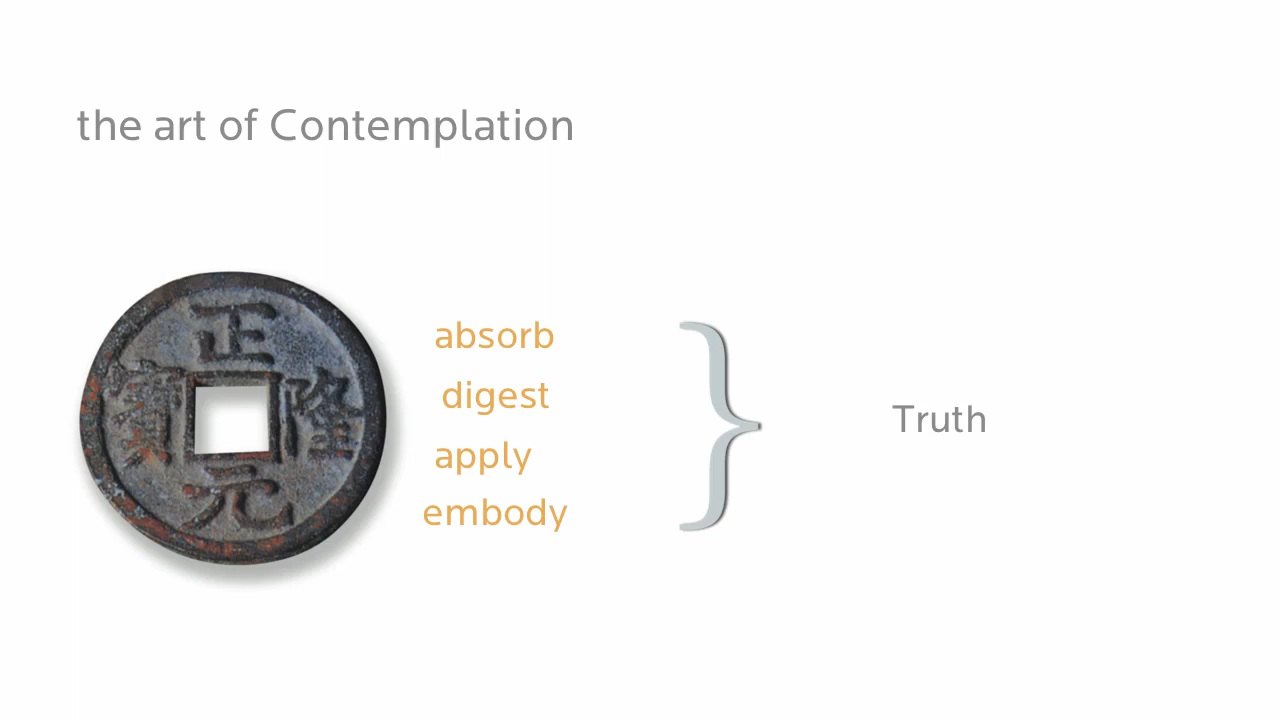 the art of Contemplation
正
隆
元
寶
absorb
digest
apply
embody
Truth